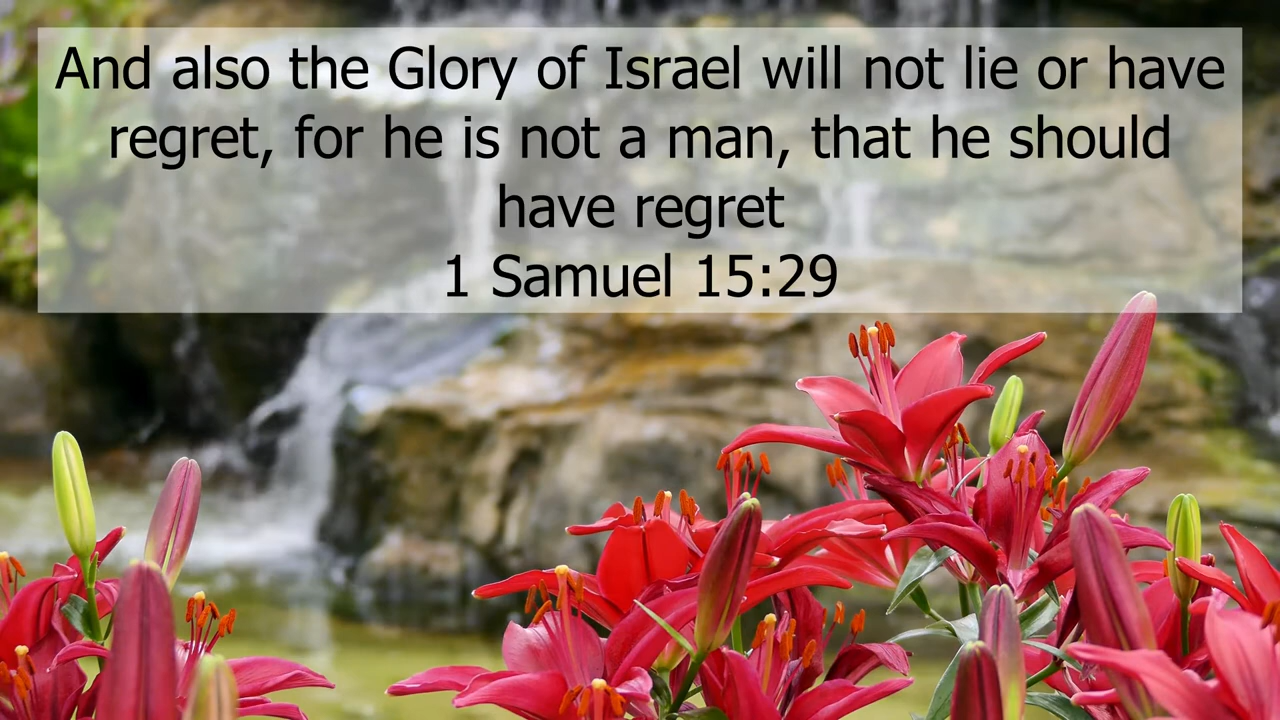 And also the Glory of Israel will not lie or have
regret, for he is not a man, that he should
have regret
1 Samuel 15:29